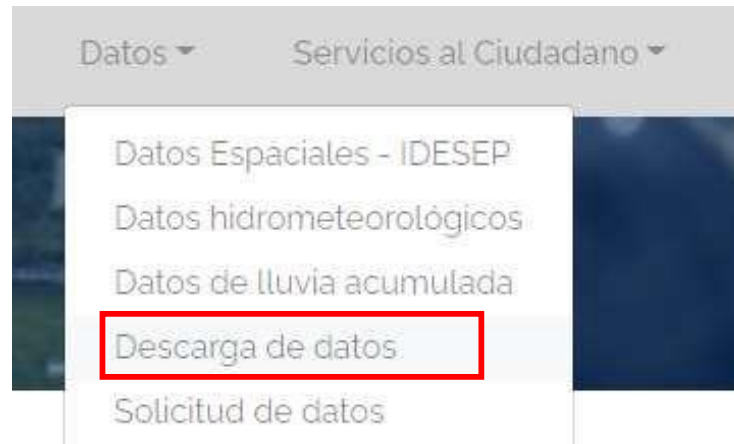 Datos Servicios al Ciudadano
Datos Espaciales - IDESEP
Datos hidrometeorológicos
Datos de lluvia acumulada
Descarga de datos
Solicitud de datos